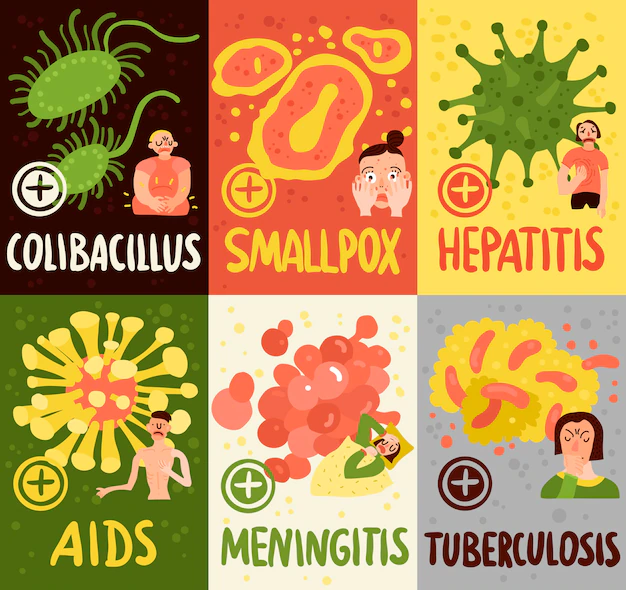 COLIBACILLUS
SMALLPOX
HEPATITIS
AIDS
MENINGITIS
TUBERCULOSIS